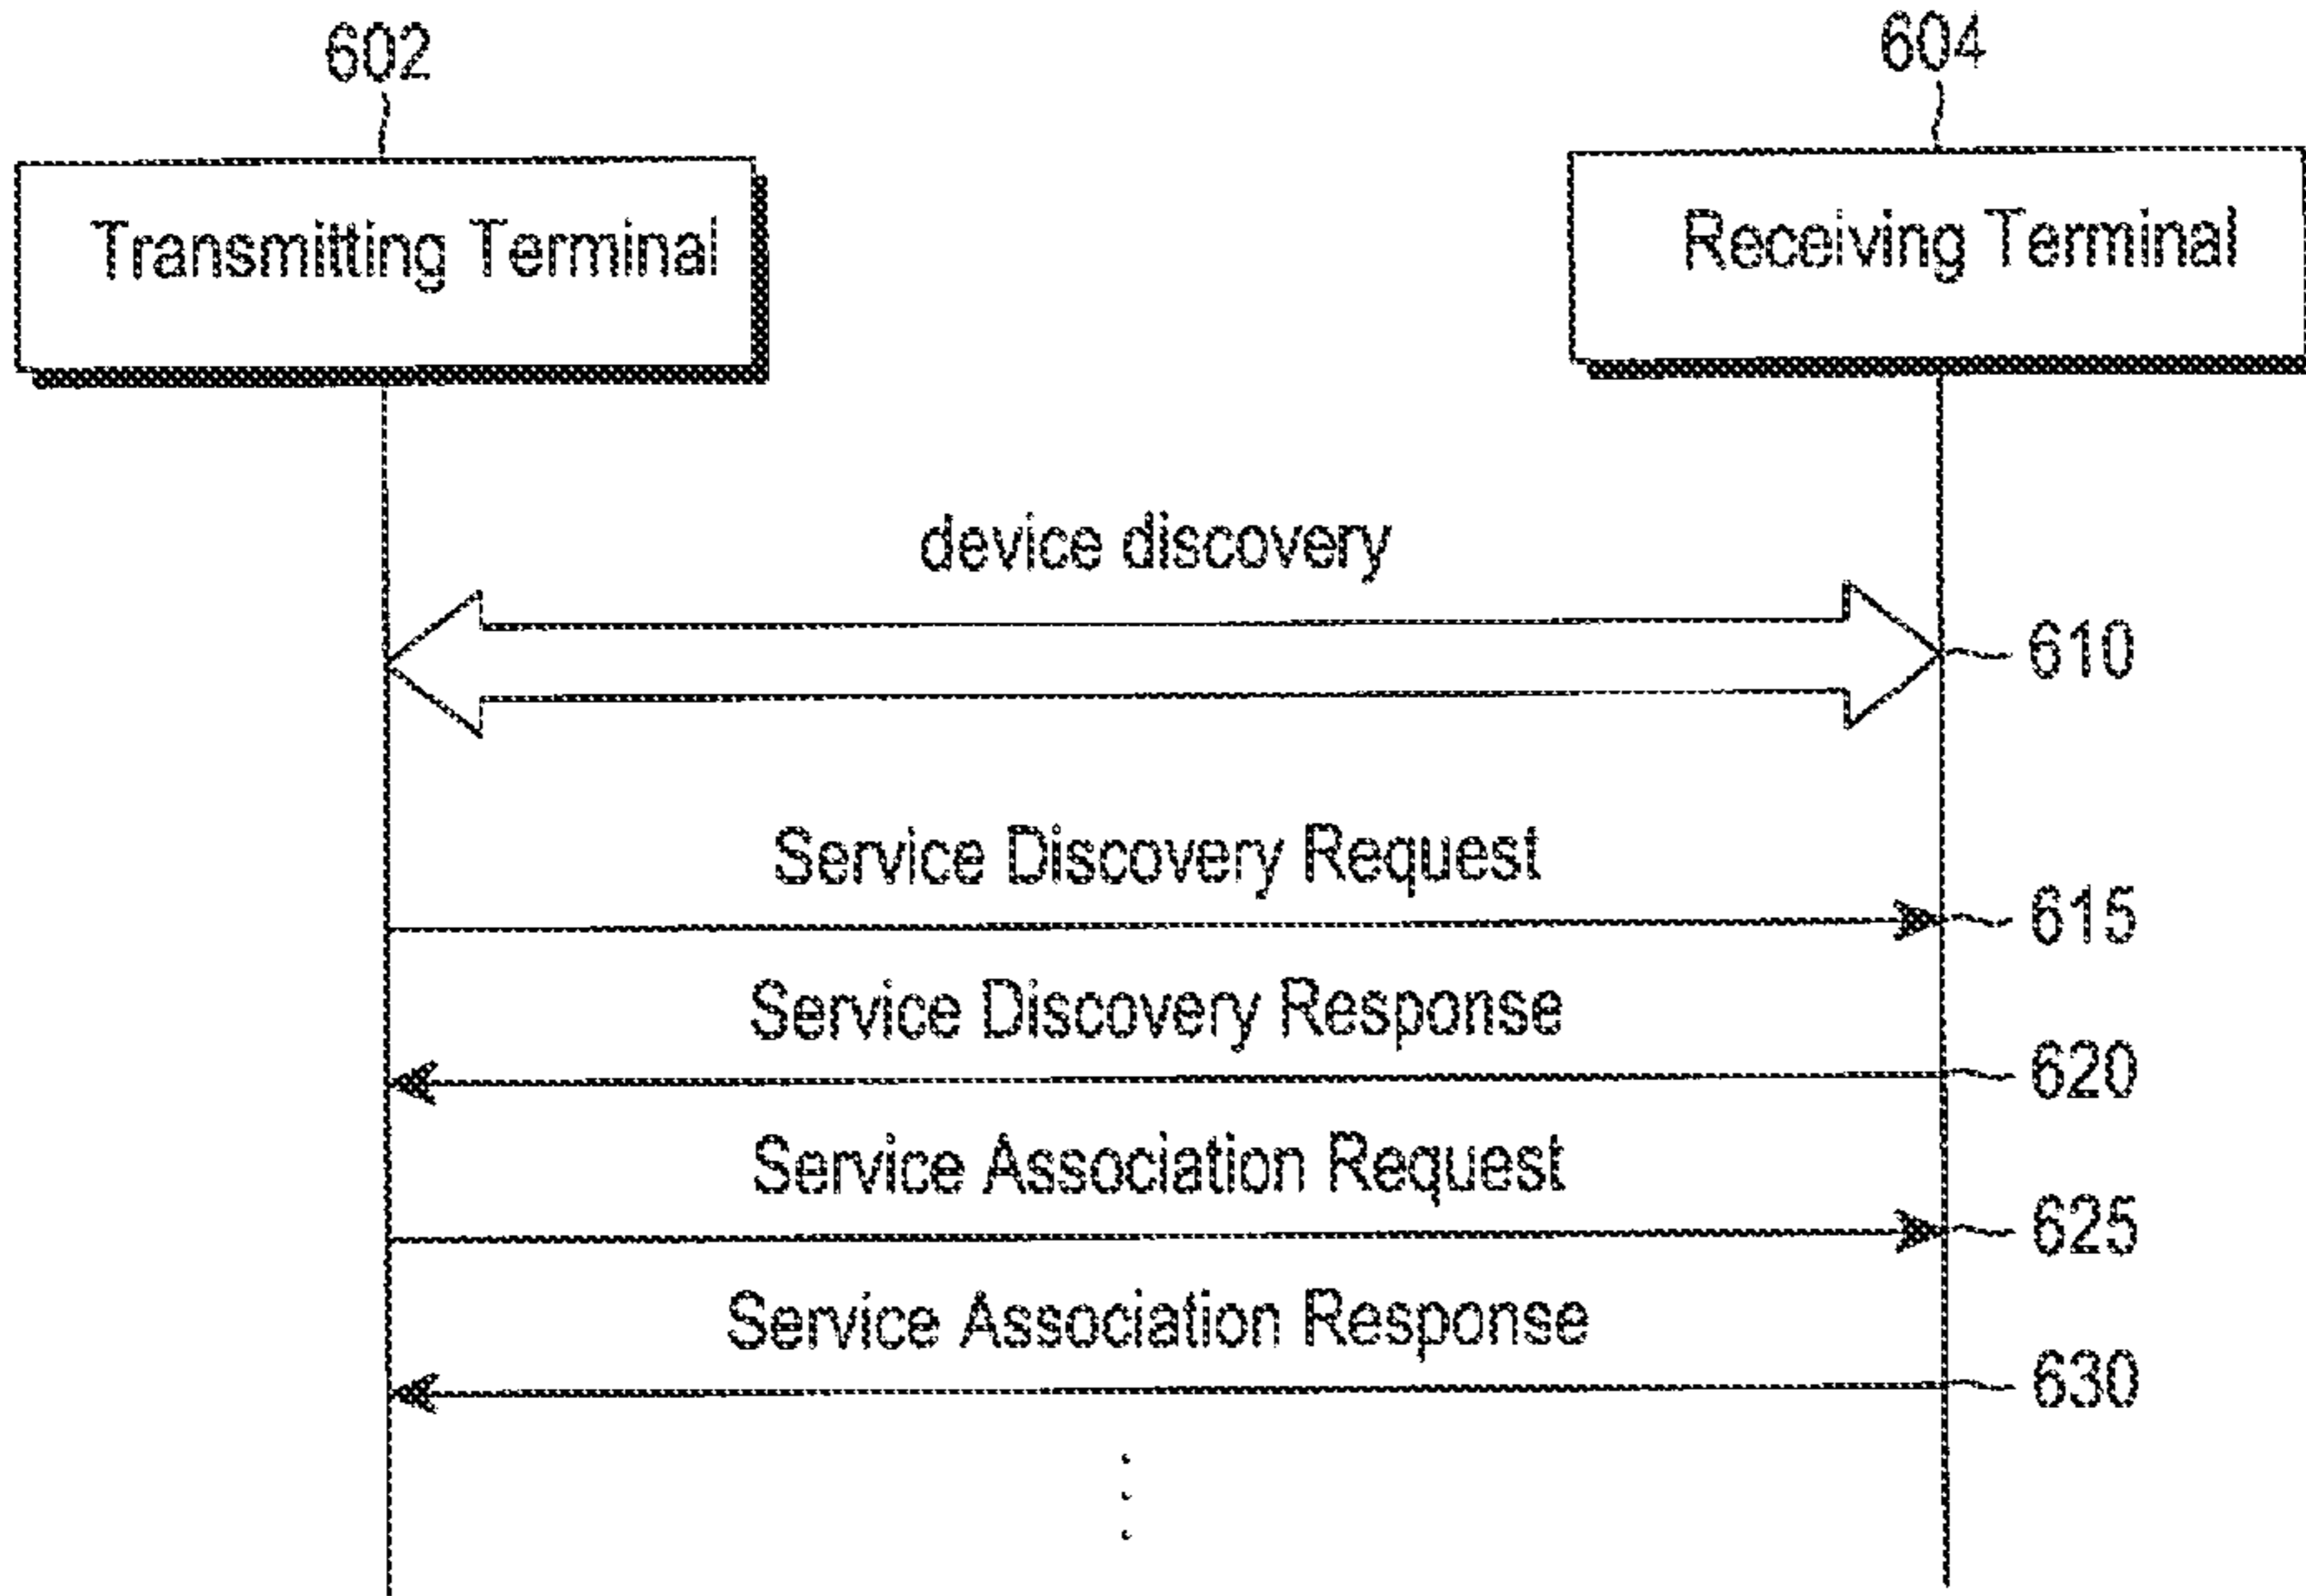 602
604
Transmitting Terminal
Receiving Terminal
device discovery
610
Service Discovery Request
615
Service Discovery Response
620
Service Association Request
625
Service Association Response
630